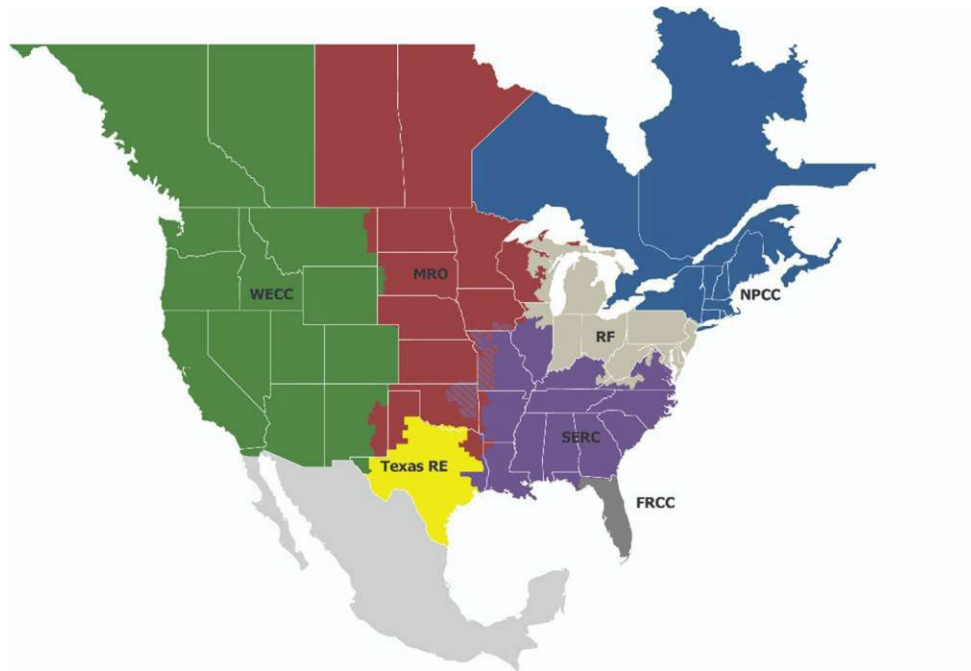 MRO
WECC
NPCC
RF
SERC
Texas RE
FRCC